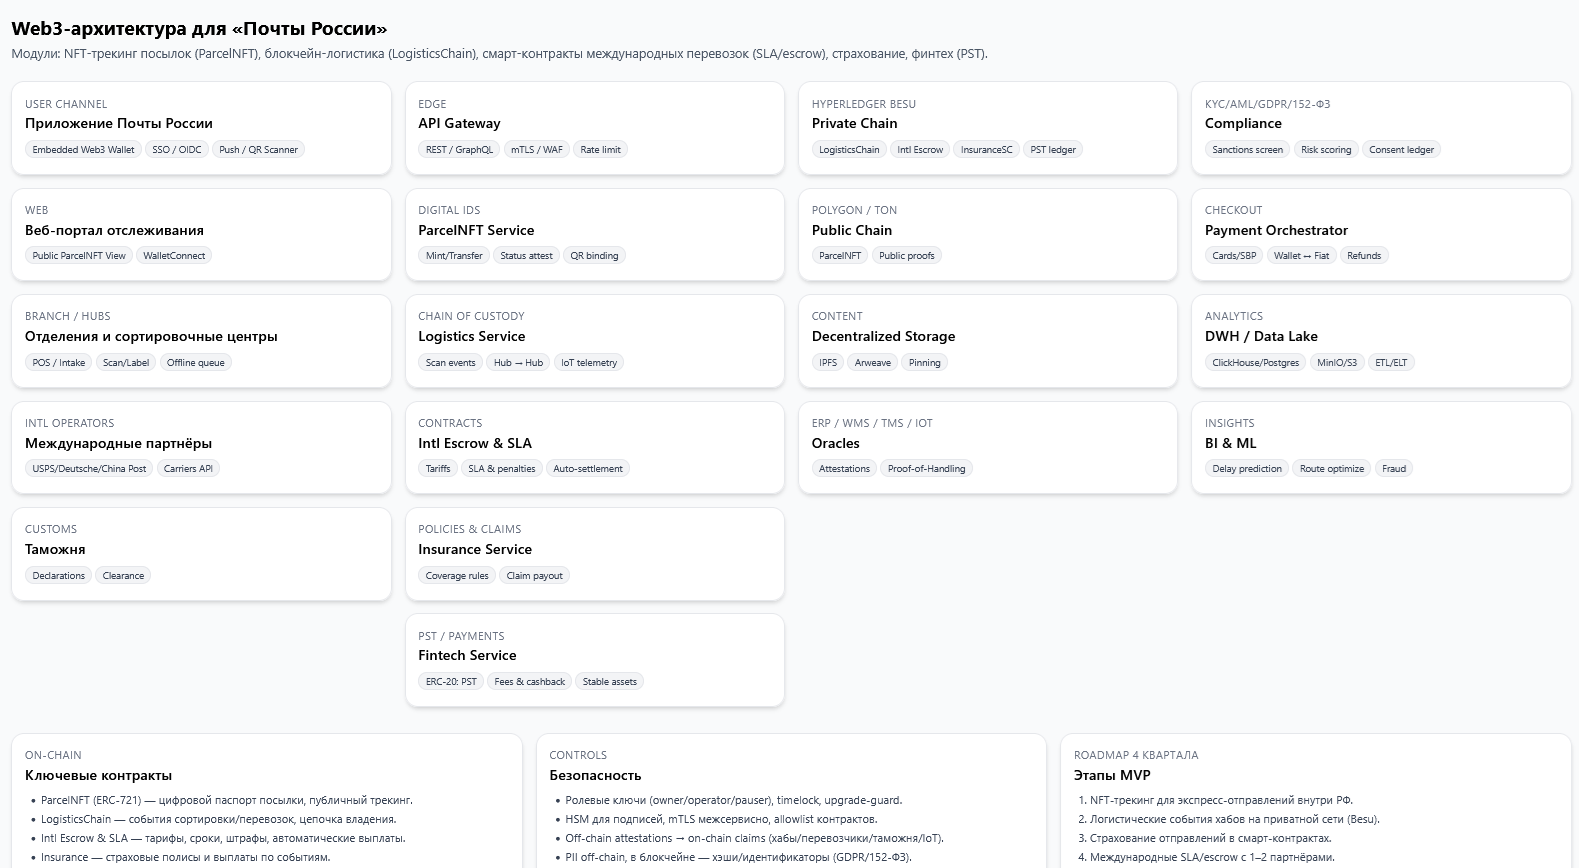 Web3-архитектура для «Почты России»
Модули: NFT-трекинг посылок (ParcelNFT), блокчейн-логистика (LogisticsChain), смарт-контракты международных перевозок (SLA/escrow), страхование, финтех (PST).
USER CHANNEL
Приложение Почты России
Embedded Web3 Wallet SSO / OIDC Push / QR Scanner
EDGE
API Gateway
REST / GraphQL mTLS / WAF Rate limit
HYPERLEDGER BESU
Private Chain
LogisticsChain Intl Escrow InsuranceSC PST ledger
KYC/AML/GDPR/152-ФЗ
Compliance
Sanctions screen Risk scoring Consent ledger
WEB
Веб-портал отслеживания
Public ParcelNFT View WalletConnect
DIGITAL IDS
ParcelNFT Service
Mint/Transfer Status attest QR binding
POLYGON / TON
Public Chain
ParcelNFT Public proofs
CHECKOUT
Payment Orchestrator
Cards/SBP Wallet ↔ Fiat Refunds
BRANCH / HUBS
Отделения и сортировочные центры
POS / Intake Scan/Label Offline queue
CHAIN OF CUSTODY
Logistics Service
Scan events Hub → Hub IoT telemetry
CONTENT
Decentralized Storage
IPFS Arweave Pinning
ANALYTICS
DWH / Data Lake
ClickHouse/Postgres MinIO/S3 ETL/ELT
INTL OPERATORS
Международные партнёры
USPS/Deutsche/China Post Carriers API
CONTRACTS
Intl Escrow & SLA
Tariffs SLA & penalties Auto-settlement
ERP / WMS / TMS / IOT
Oracles
Attestations Proof-of-Handling
INSIGHTS
BI & ML
Delay prediction Route optimize Fraud
CUSTOMS
Таможня
Declarations Clearance
POLICIES & CLAIMS
Insurance Service
Coverage rules Claim payout
PST / PAYMENTS
Fintech Service
ERC-20: PST Fees & cashback Stable assets
ON-CHAIN
Ключевые контракты
• ParcelNFT (ERC-721) — цифровой паспорт посылки, публичный трекинг.
• LogisticsChain — события сортировки/перевозок, цепочка владения.
• Intl Escrow & SLA — тарифы, сроки, штрафы, автоматические выплаты.
• Insurance — страховые полисы и выплаты по событиям.
CONTROLS
Безопасность
• Ролевые ключи (owner/operator/pauser), timelock, upgrade-guard.
• HSM для подписей, mTLS межсервисно, allowlist контрактов.
• Off-chain attestations → on-chain claims (хабы/перевозчики/таможня/IoT).
• PII off-chain, в блокчейне — хэши/идентификаторы (GDPR/152-ФЗ).
ROADMAP 4 КВАРТАЛА
Этапы MVP
1. NFT-трекинг для экспресс-отправлений внутри РФ.
2. Логистические события хабов на приватной сети (Besu).
3. Страхование отправлений в смарт-контрактах.
4. Международные SLA/escrow с 1–2 партнёрами.